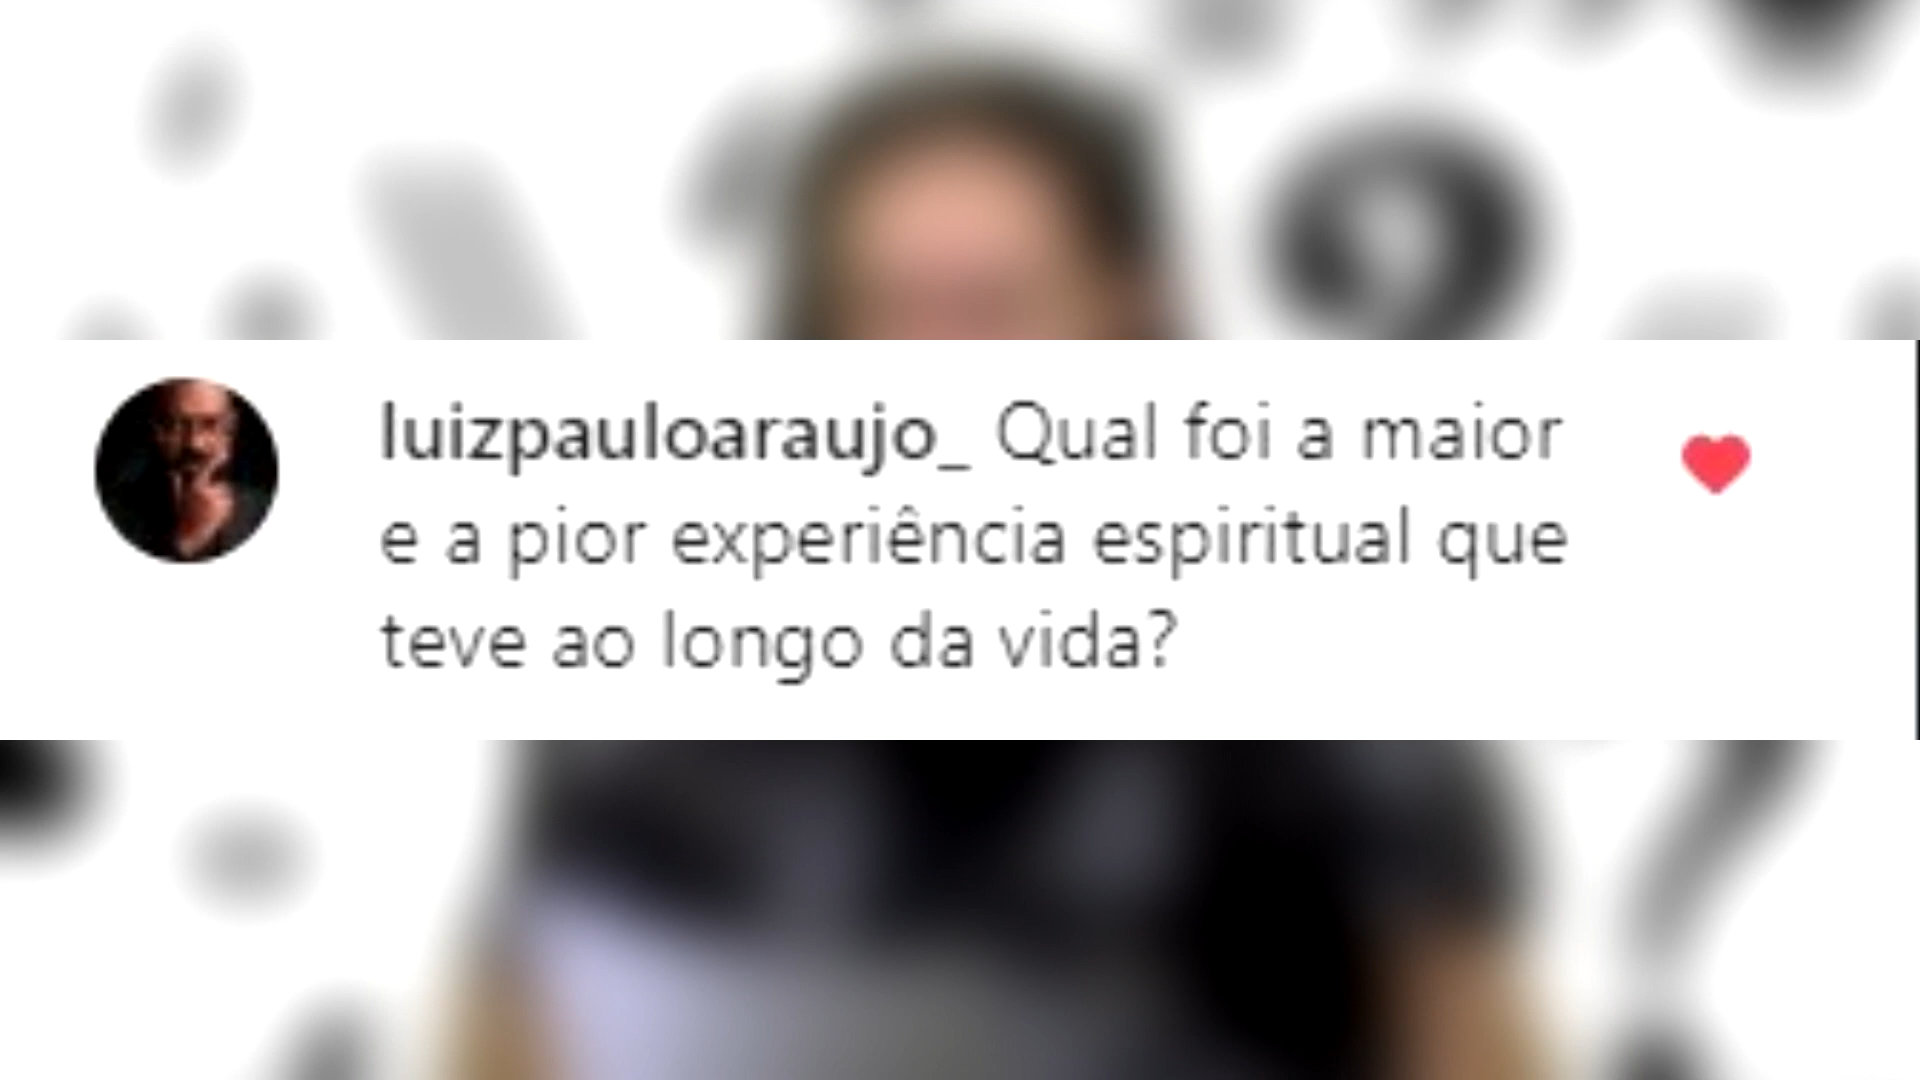 luizpauloaraujo_ Qual foi a maior
e a pior experiência espiritual que
teve ao longo da vida?